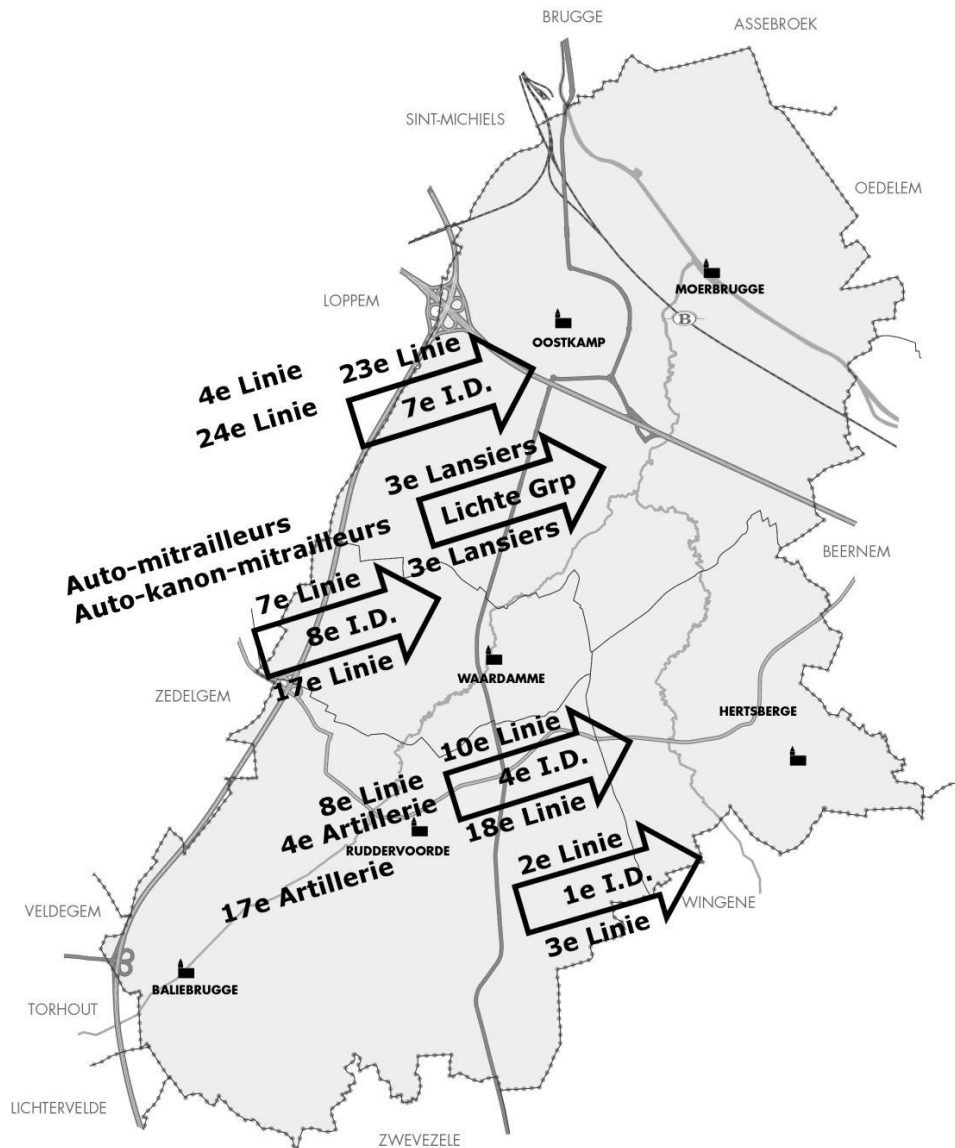 BRUGGE
ASSEBROEK
SINT-MICHIELS
OEDELEM
LOPPEM
MOERBRUGGE
B
OOSTKAMP
4e Linie
23e Linie
24e Linie
7e I.D.
3e Lansiers
Lichte Grp
3e Lansiers
Auto-mitrailleurs
Auto-kanon-mitrailleurs
BEERNEM
7e Linie
8e I.D.
17e Linie
ZEDELGEM
WAARDAMME
HERTSBERGE
10e Linie
4e I.D.
18e Linie
8e Linie
4e Artillerie
RUDDERVOORDE
17e Artillerie
2e Linie
1e I.D.
3e Linie
WINGENE
VELDEGEM
BALIEBRUGGE
TORHOUT
LICHTERVELDE
ZWEVEZELE